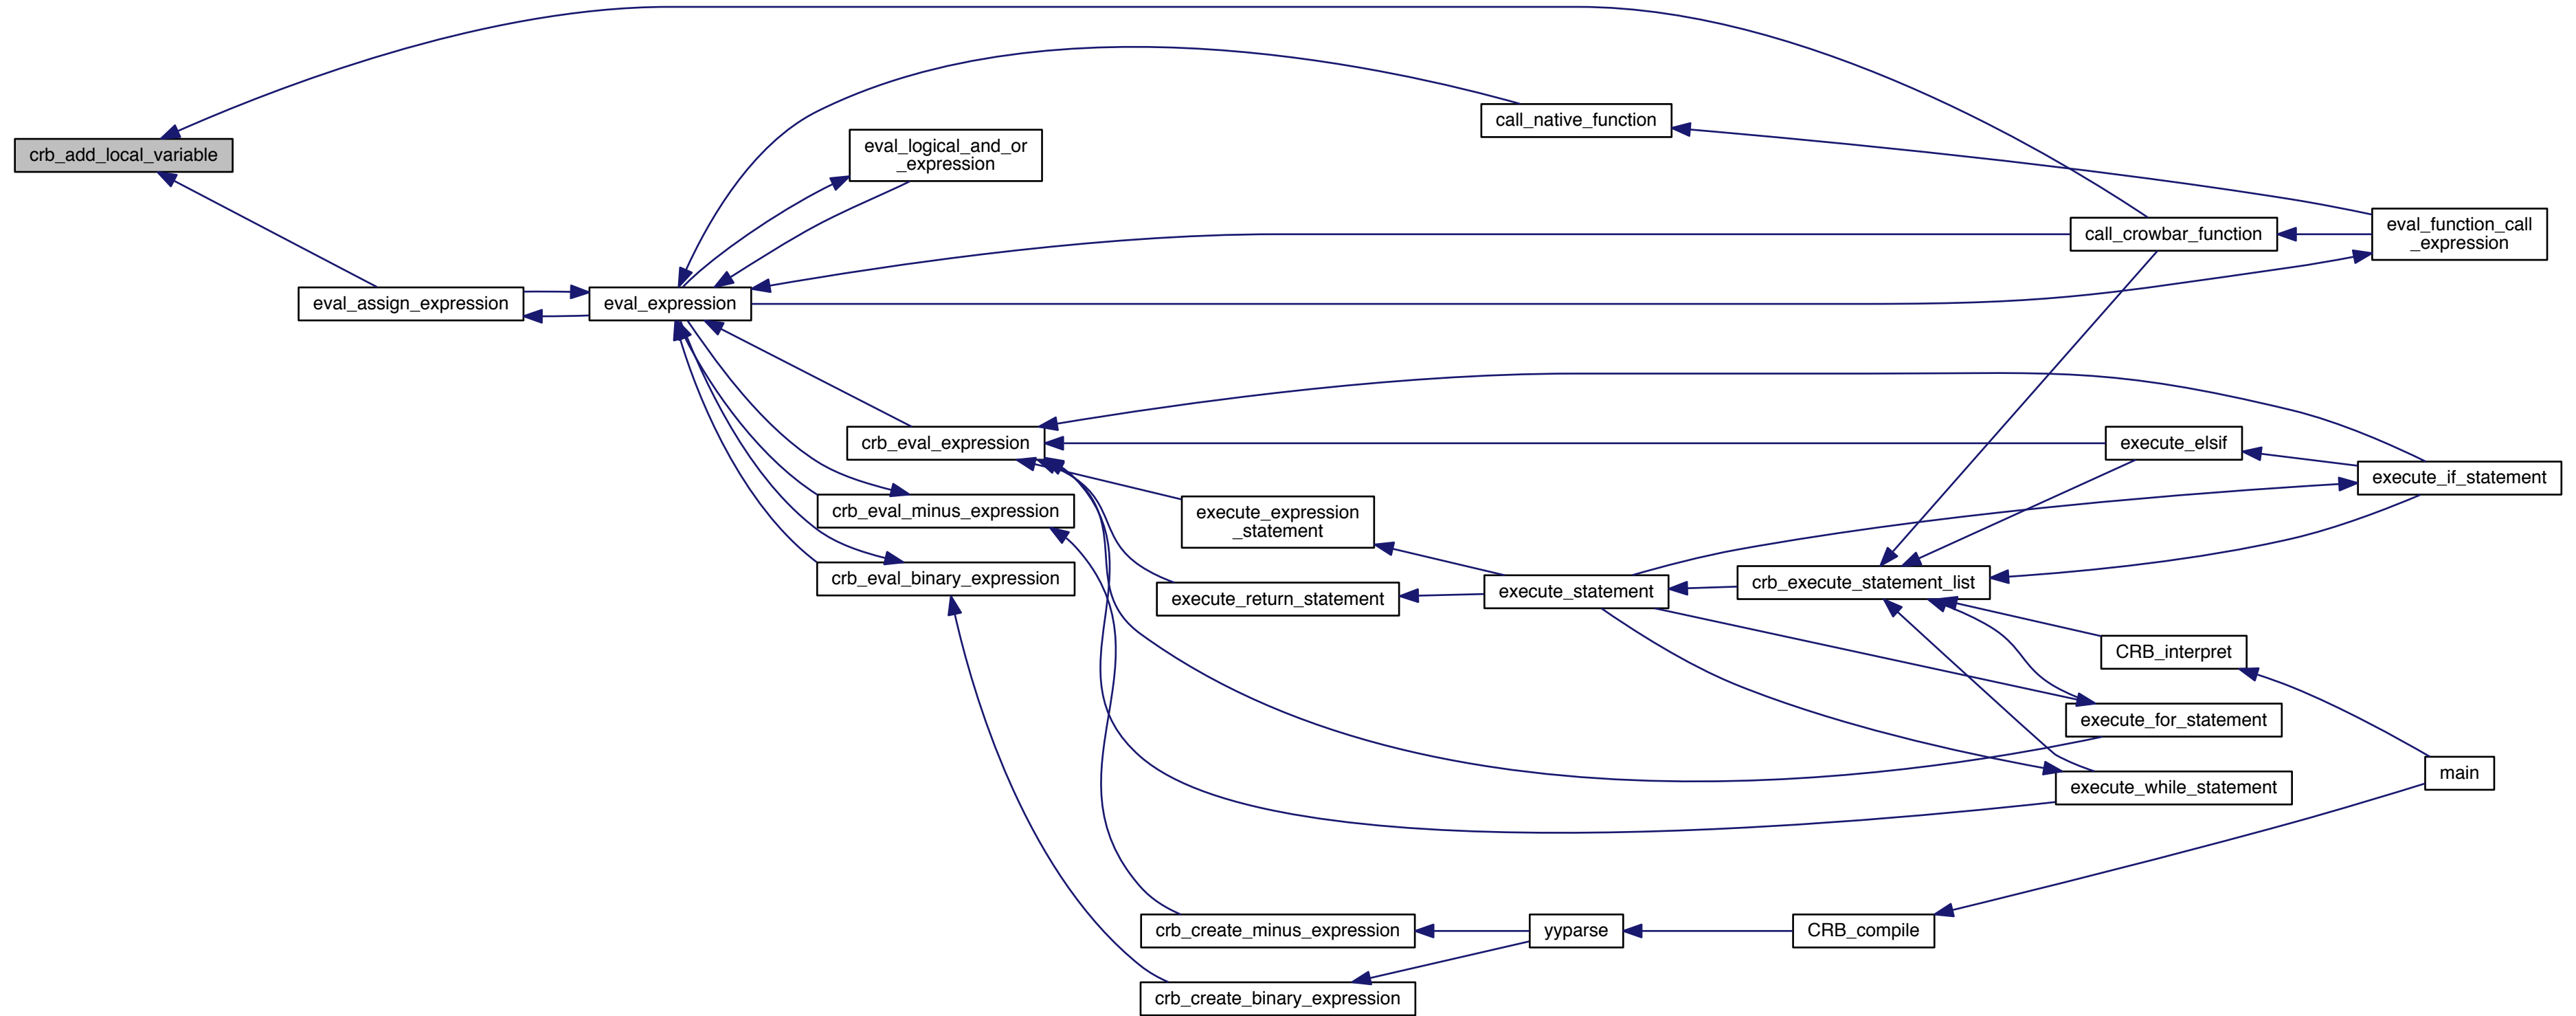 call_native_function
eval_logical_and_or
_expression
crb_add_local_variable
call_crowbar_function
eval_function_call
_expression
eval_assign_expression
eval_expression
crb_eval_expression
execute_elsif
execute_if_statement
crb_eval_minus_expression
execute_expression
_statement
crb_eval_binary_expression
execute_return_statement
execute_statement
crb_execute_statement_list
CRB_interpret
execute_for_statement
main
execute_while_statement
crb_create_minus_expression
yyparse
CRB_compile
crb_create_binary_expression